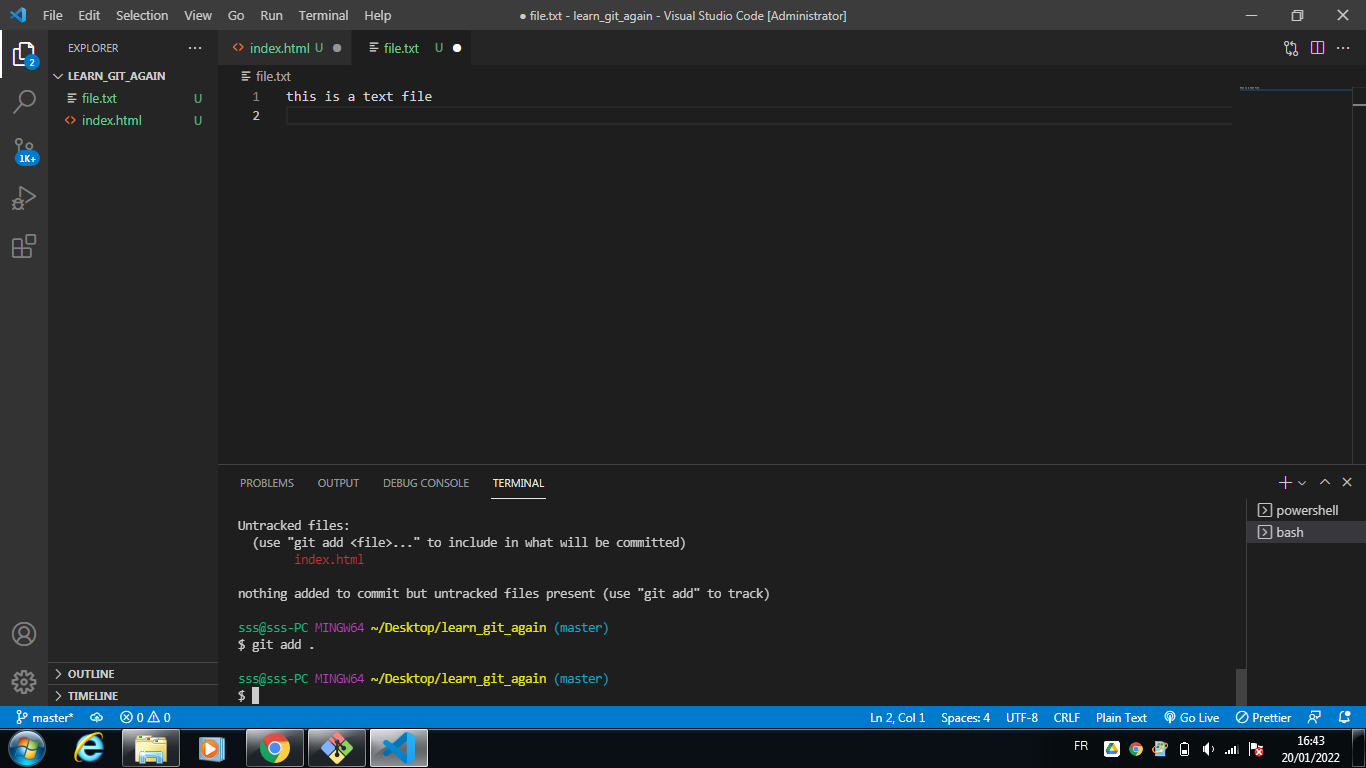 File Edit Selection View Go Run Terminal Help
● file.txt - learn_git_again - Visual Studio Code [Administrator]
EXPLORER
LEARN_GIT_AGAIN
file.txt U
index.html U
2
1K+
OUTLINE
TIMELINE
index.html U
file.txt U
file.txt
1 this is a text file
2
PROBLEMS OUTPUT DEBUG CONSOLE TERMINAL
Untracked files:
(use "git add <file>..." to include in what will be committed)
index.html
nothing added to commit but untracked files present (use "git add" to track)
sss@sss-PC MINGW64 ~/Desktop/learn_git_again (master)
$ git add .
sss@sss-PC MINGW64 ~/Desktop/learn_git_again (master)
$
powershell
bash
master* 0 0 Ln 2, Col 1 Spaces: 4 UTF-8 CRLF Plain Text Go Live Prettier
FR
16:43
20/01/2022